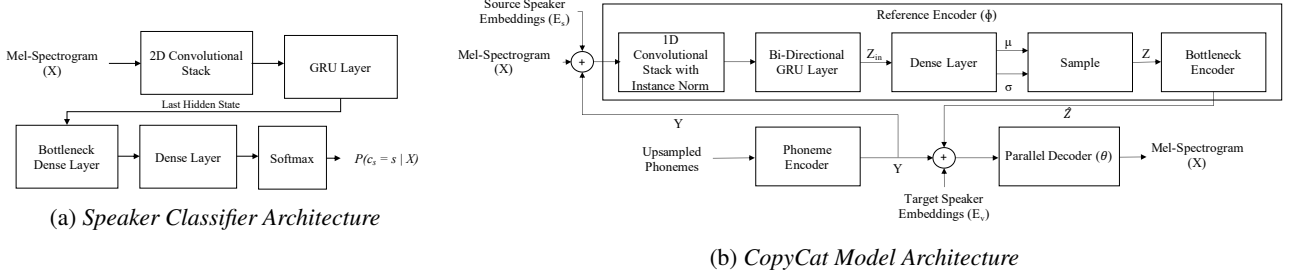 Mel-Spectrogram
(X)
2D Convolutional
Stack
GRU Layer
Last Hidden State
Bottleneck
Dense Layer
Dense Layer
Softmax
P(c_s = s | X)
(a) Speaker Classifier Architecture
Source Speaker
Embeddings (E_s)
Reference Encoder (ϕ)
Mel-Spectrogram
(X)
+
1D
Convolutional
Stack with
Instance Norm
Bi-Directional
GRU Layer
Z_in
Dense Layer
μ
σ
Sample
Z
Bottleneck
Encoder
Ẑ
Y
Upsampled
Phonemes
Phoneme
Encoder
Y
+
Parallel Decoder (θ)
Mel-Spectrogram
(X)
Target Speaker
Embeddings (E_v)
(b) CopyCat Model Architecture